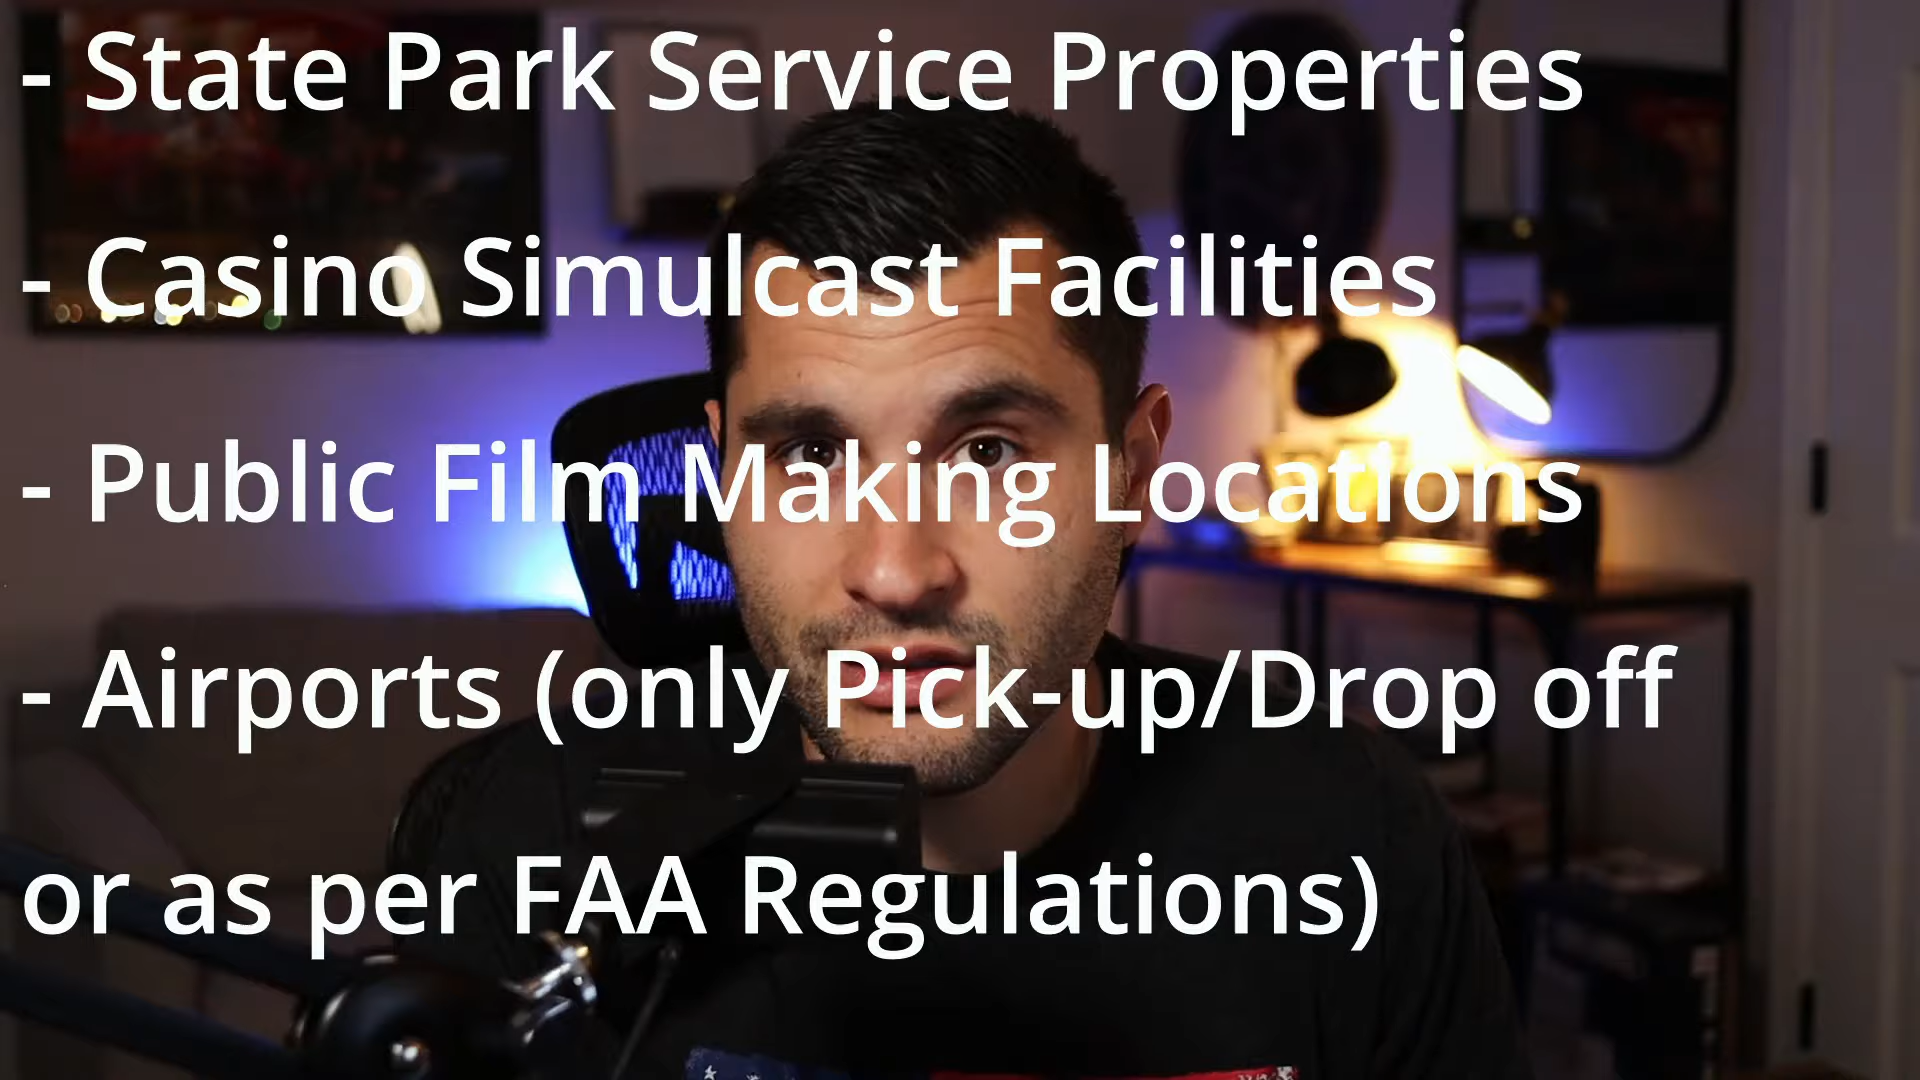 - State Park Service Properties
- Casino Simulcast Facilities
- Public Film Making Locations
- Airports (only Pick-up/Drop off
or as per FAA Regulations)